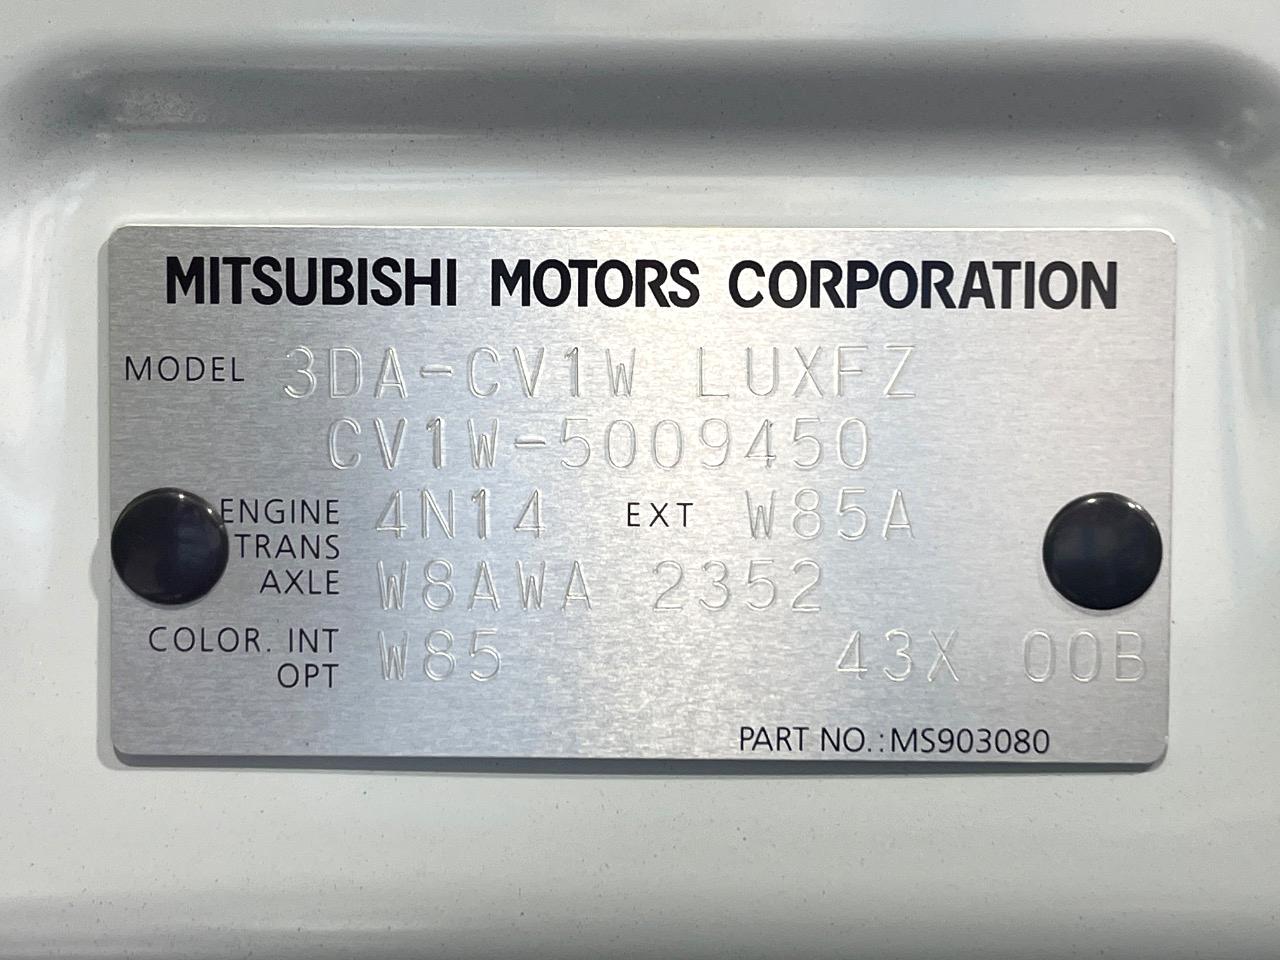 MITSUBISHI MOTORS CORPORATION
MODEL 3DA-CV1W LUXFZ
CV1W-5009450
ENGINE 4N14 EXT W85A
TRANS
AXLE W8AWA 2352
COLOR. INT W85 43X 00B
OPT
PART NO.:MS903080